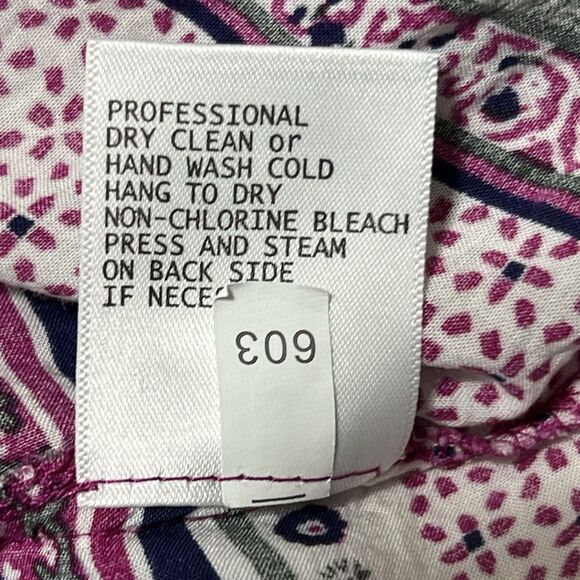 PROFESSIONAL
DRY CLEAN or
HAND WASH COLD
HANG TO DRY
NON-CHLORINE BLEACH
PRESS AND STEAM
ON BACK SIDE
IF NECE
603